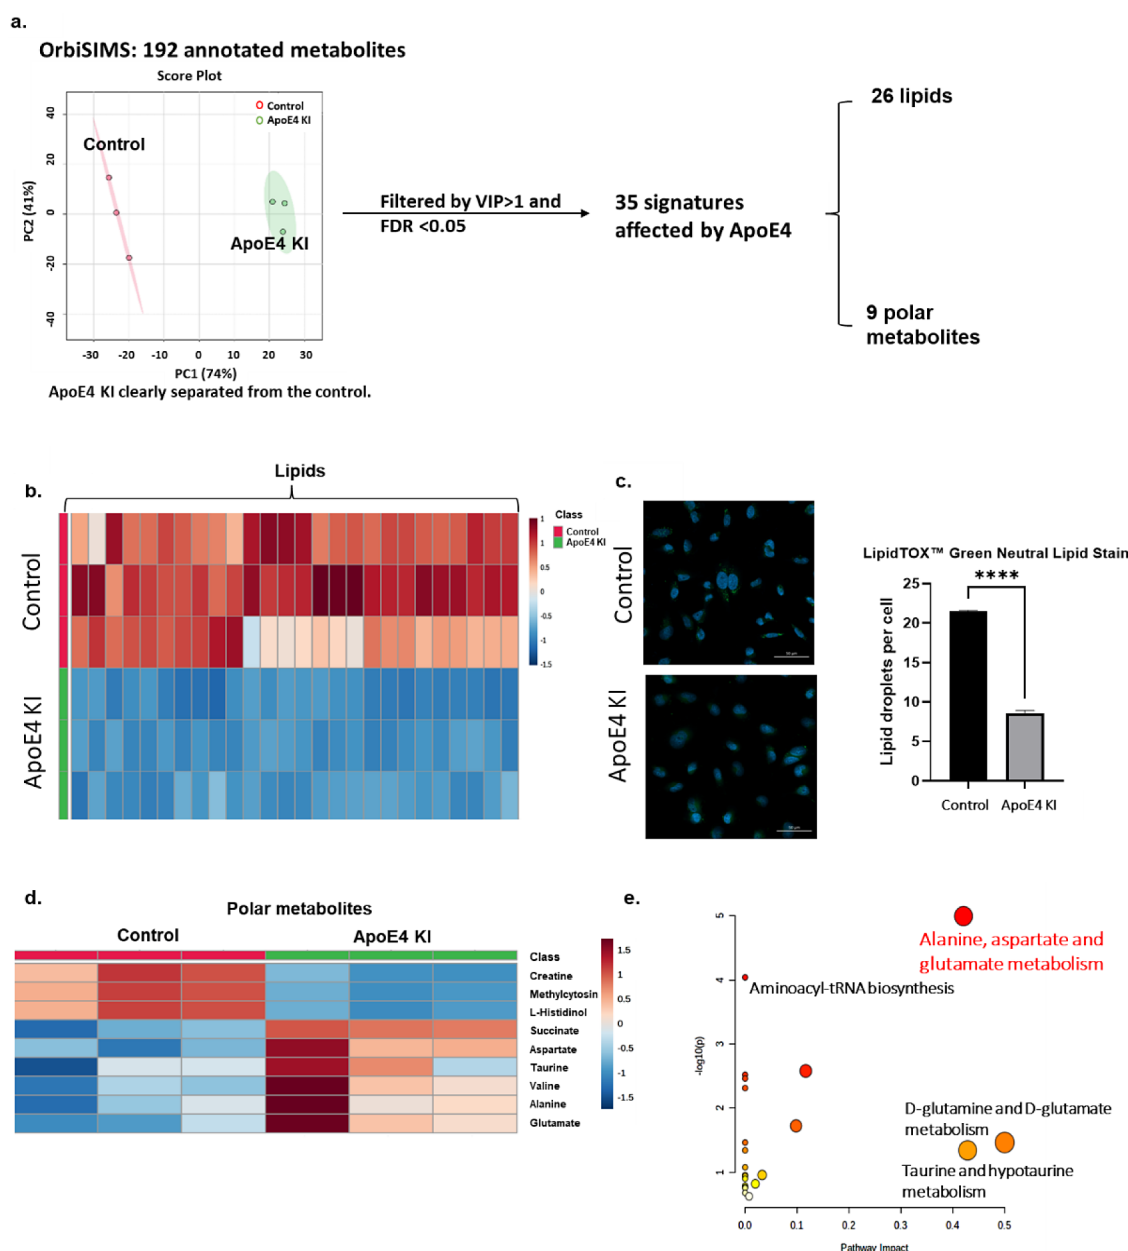 a.
OrbiSIMS: 192 annotated metabolites
Score Plot
Control
ApoE4 KI
Control
ApoE4 KI
40
20
0
-20
-40
PC2 (41%)
-30 -20 -10 0 10 20 30
PC1 (74%)
ApoE4 KI clearly separated from the control.
Filtered by VIP>1 and
FDR <0.05
35 signatures
affected by ApoE4
26 lipids
9 polar
metabolites
b.
Lipids
Control
ApoE4 KI
Class
Control
ApoE4 KI
1
0.5
0
-0.5
-1
-1.5
c.
Control
ApoE4 KI
LipidTOX™ Green Neutral Lipid Stain
****
Lipid droplets per cell
25
20
15
10
5
0
Control ApoE4 KI
d.
Polar metabolites
Control ApoE4 KI
Class
Creatine
Methylcytosin
L-Histidinol
Succinate
Aspartate
Taurine
Valine
Alanine
Glutamate
1.5
1
0.5
0
-0.5
-1
-1.5
e.
-log10(p)
5
4
3
2
1
Alanine, aspartate and
glutamate metabolism
Aminoacyl-tRNA biosynthesis
D-glutamine and D-glutamate
metabolism
Taurine and hypotaurine
metabolism
0.0 0.1 0.2 0.3 0.4 0.5
Pathway Impact